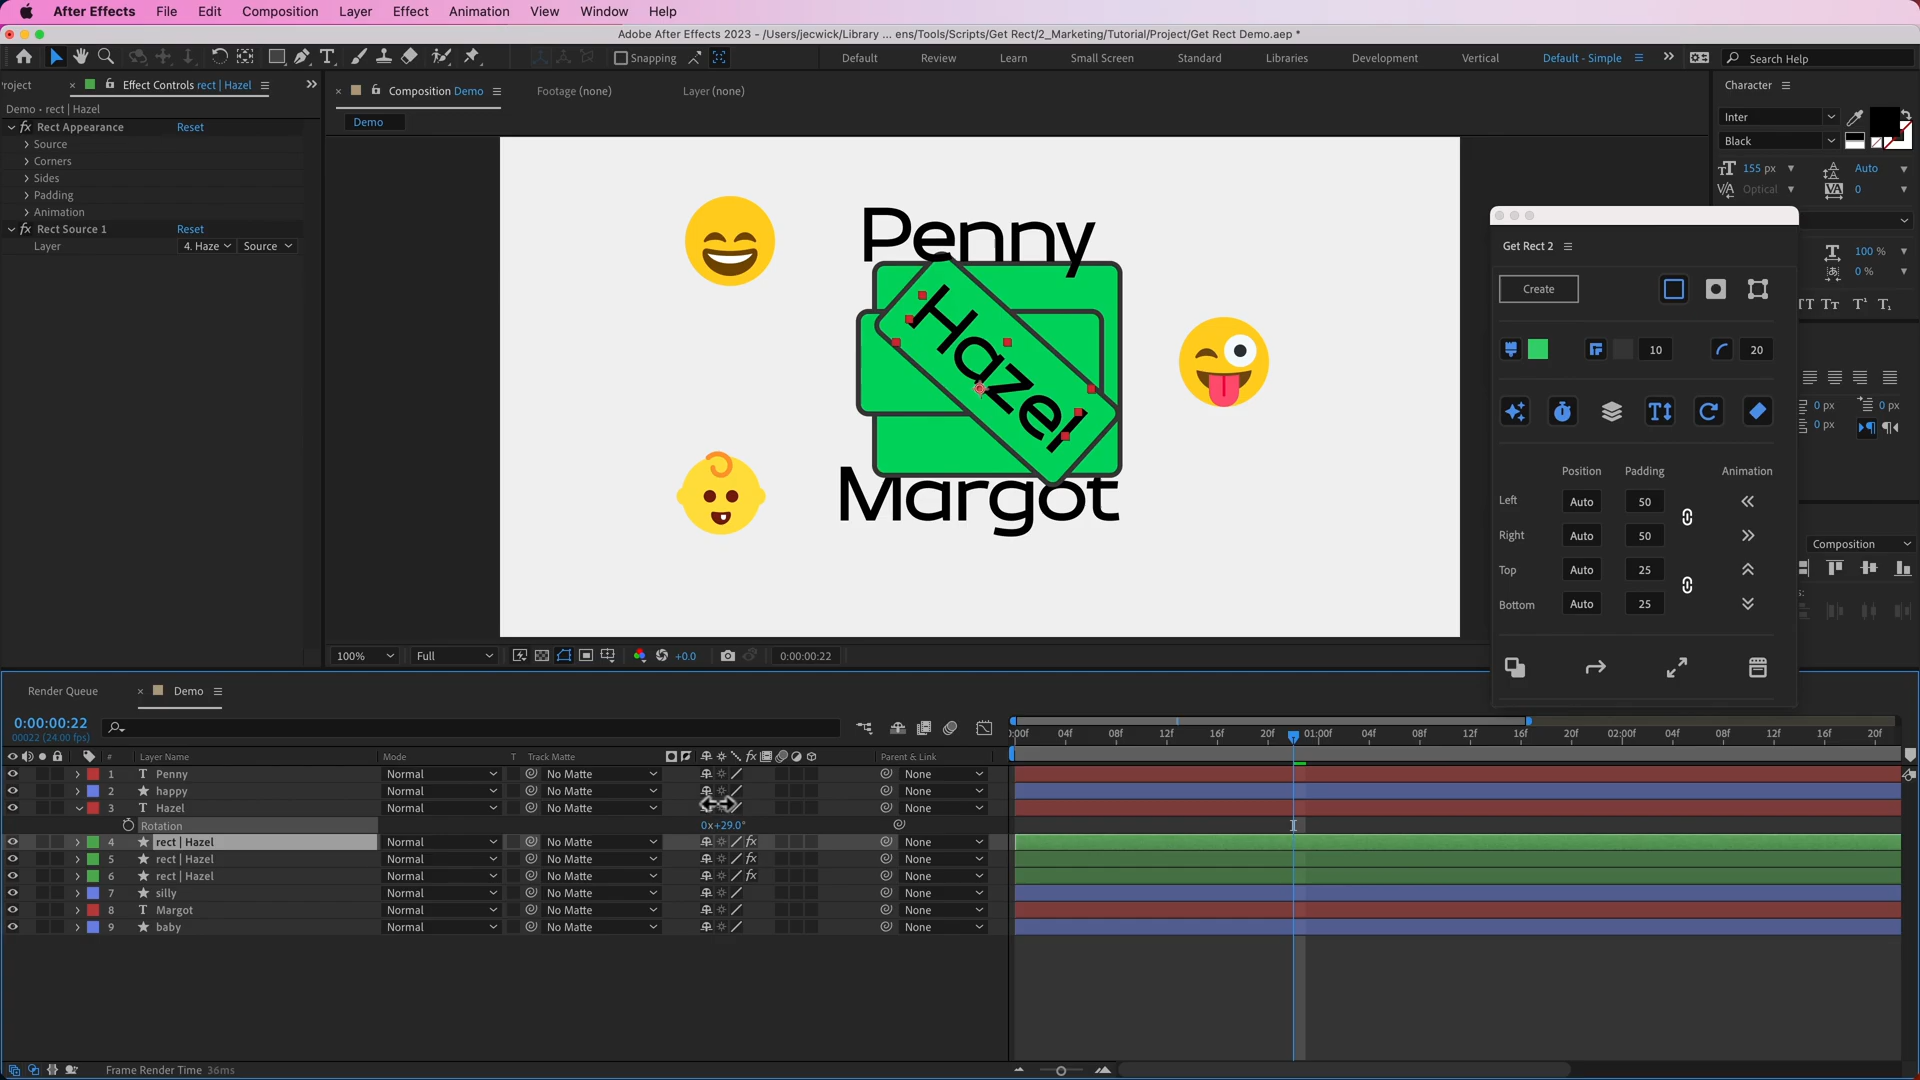 After Effects File Edit Composition Layer Effect Animation View Window Help
Adobe After Effects 2023 - /Users/jecwick/Library ... ens/Tools/Scripts/Get Rect/2_Marketing/Tutorial/Project/Get Rect Demo.aep *
Snapping Default Review Learn Small Screen Standard Libraries Development Vertical Default - Simple Search Help
roject Effect Controls rect | Hazel Composition Demo Footage (none) Layer (none) Character
Demo • rect | Hazel
Demo
Rect Appearance Reset
Source
Corners
Sides
Padding
Animation
Rect Source 1 Reset
Layer 4. Haze Source
Penny
Hazel
Margot
Inter
Black
155 px Auto
Optical 0
100 %
0 %
0 px 0 px
0 px
Composition
Get Rect 2
Create
10 20
Position Padding Animation
Left Auto 50
Right Auto 50
Top Auto 25
Bottom Auto 25
100% Full +0.0 0:00:00:22
Render Queue Demo
0:00:00:22
00022 (24.00 fps)
:00f 04f 08f 12f 16f 20f 01:00f 04f 08f 12f 16f 20f 02:00f 04f 08f 12f 16f 20f
# Layer Name Mode T Track Matte fx Parent & Link
1 T Penny Normal No Matte None
2 happy Normal No Matte None
3 T Hazel Normal No Matte None
Rotation 0x+29.0°
4 rect | Hazel Normal No Matte fx None
5 rect | Hazel Normal No Matte fx None
6 rect | Hazel Normal No Matte fx None
7 silly Normal No Matte None
8 T Margot Normal No Matte None
9 baby Normal No Matte None
Frame Render Time 36ms